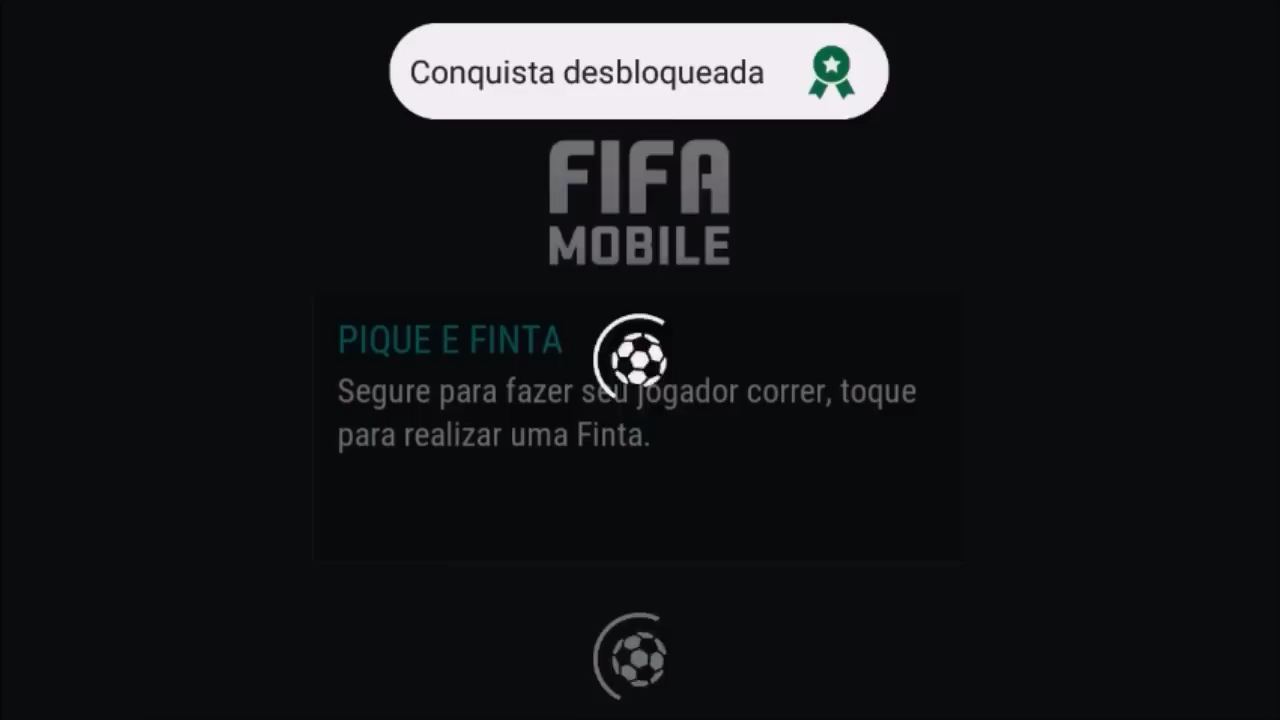 Conquista desbloqueada
FIFA
MOBILE
PIQUE E FINTA
Segure para fazer seu jogador correr, toque
para realizar uma Finta.